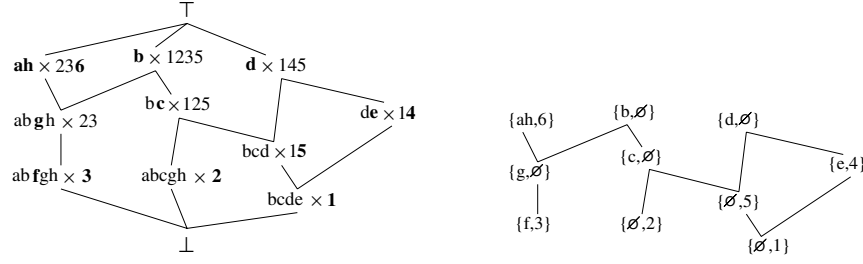 ⊤
ah × 236
b × 1235
d × 145
bc × 125
de × 14
abgh × 23
bcd × 15
abfgh × 3
abcgh × 2
bcde × 1
⊥
{ah,6}
{b,∅}
{d,∅}
{g,∅}
{c,∅}
{e,4}
{∅,5}
{f,3}
{∅,2}
{∅,1}